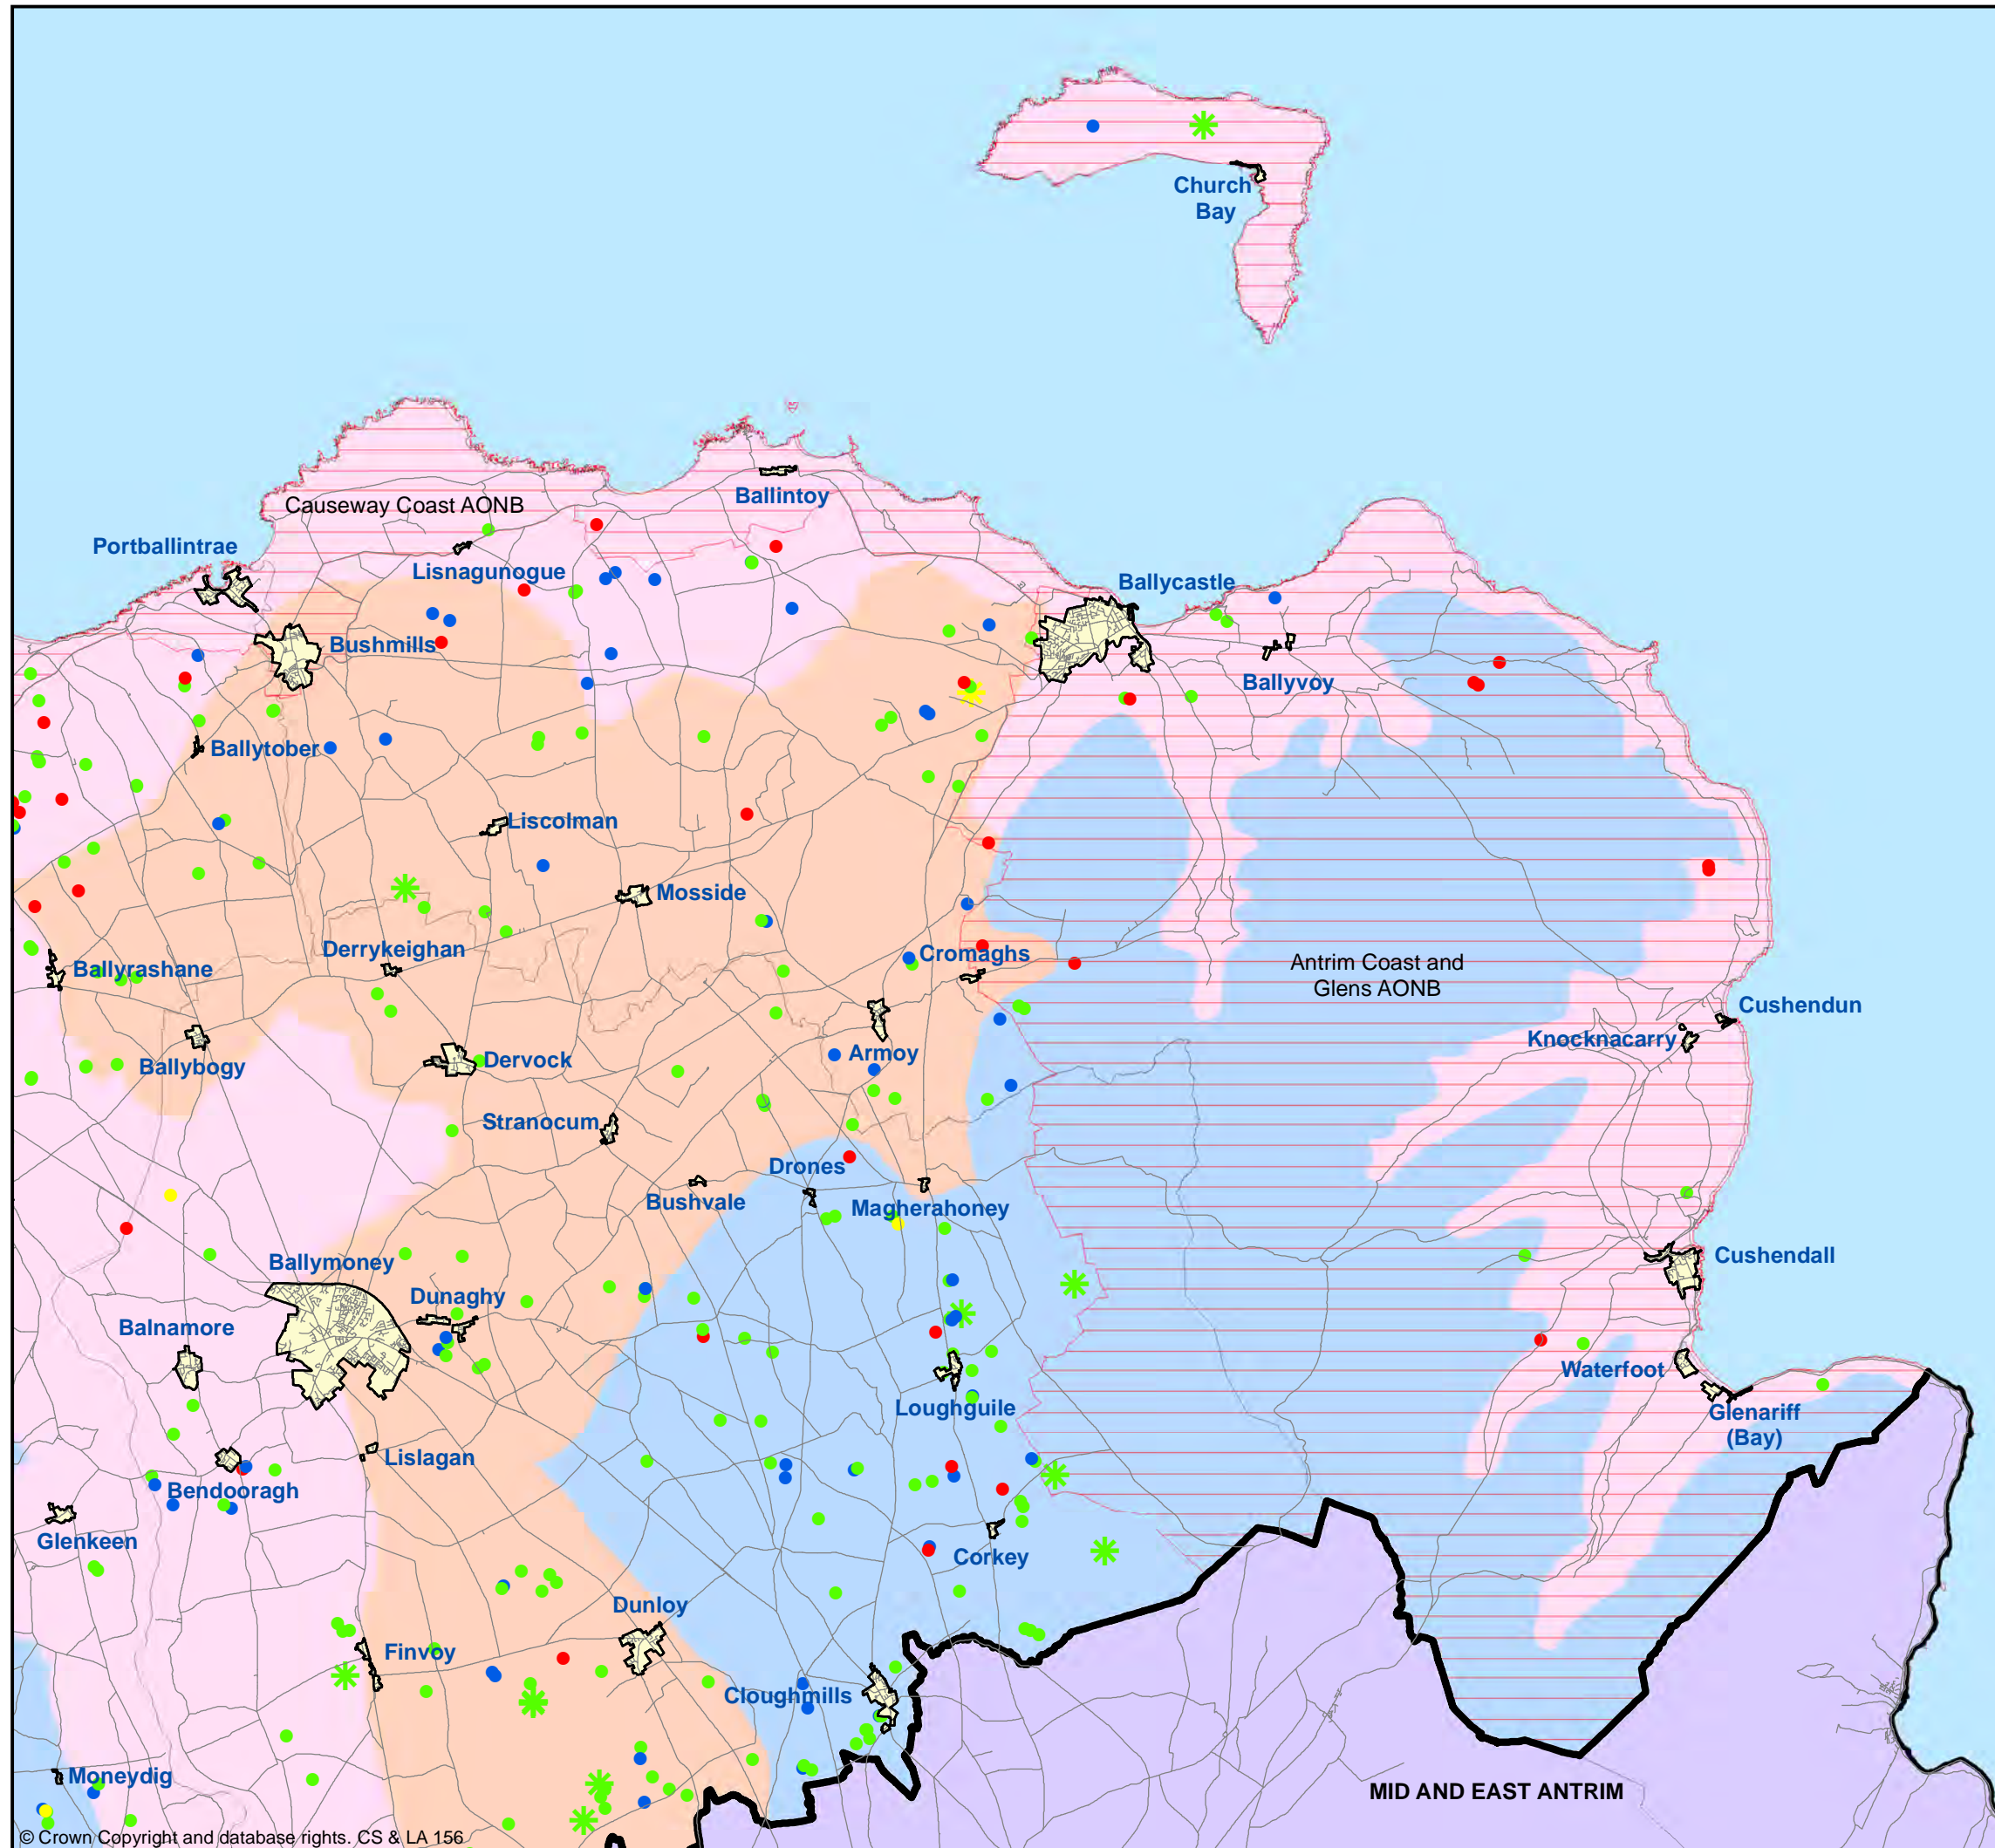 Church
Bay
Ballintoy
Causeway Coast AONB
Portballintrae
Lisnagunogue
Ballycastle
Bushmills
Ballyvoy
Ballytober
Liscolman
Mosside
Derrykeighan
Cromaghs
Ballyrashane
Antrim Coast and
Glens AONB
Cushendun
Knocknacarry
Armoy
Ballybogy
Dervock
Stranocum
Drones
Bushvale
Magherahoney
Ballymoney
Cushendall
Dunaghy
Balnamore
Waterfoot
Loughguile
Glenariff
(Bay)
Lislagan
Bendooragh
Glenkeen
Corkey
Dunloy
Finvoy
Cloughmills
Moneydig
MID AND EAST ANTRIM
© Crown Copyright and database rights. CS & LA 156